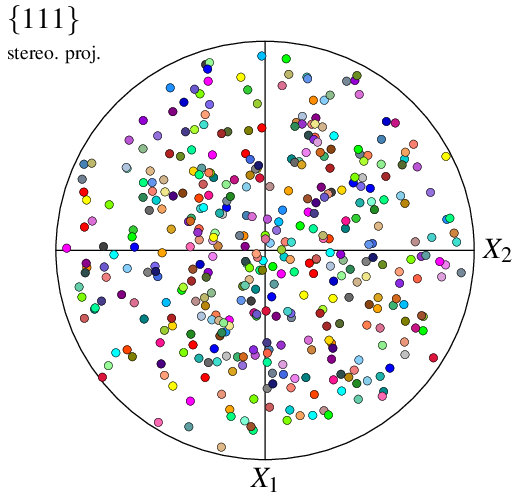 {111}
stereo. proj.
X₂
X₁